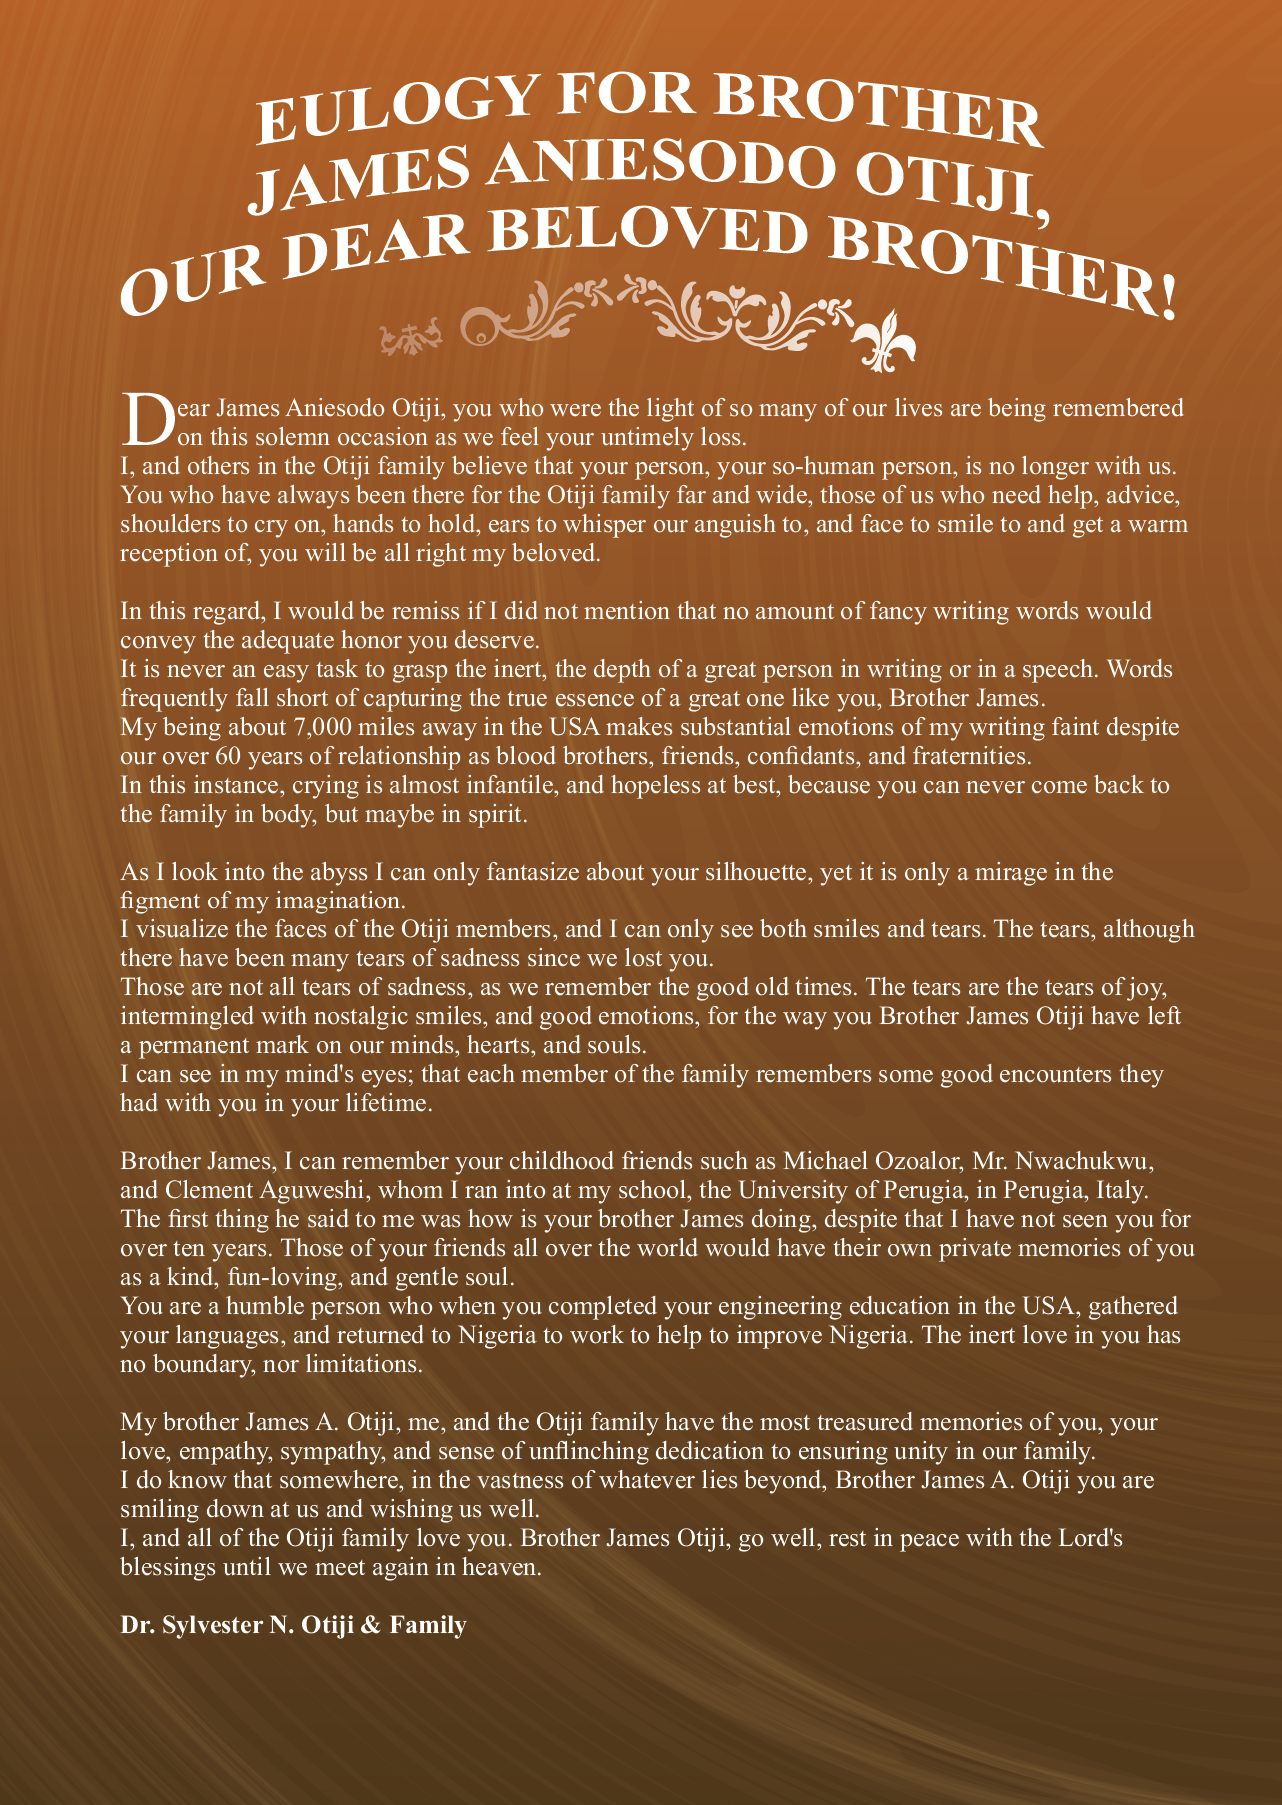 EULOGY FOR BROTHER
JAMES ANIESODO OTIJI,
OUR DEAR BELOVED BROTHER!
Dear James Aniesodo Otiji, you who were the light of so many of our lives are being remembered
on this solemn occasion as we feel your untimely loss.
I, and others in the Otiji family believe that your person, your so-human person, is no longer with us.
You who have always been there for the Otiji family far and wide, those of us who need help, advice,
shoulders to cry on, hands to hold, ears to whisper our anguish to, and face to smile to and get a warm
reception of, you will be all right my beloved.
In this regard, I would be remiss if I did not mention that no amount of fancy writing words would
convey the adequate honor you deserve.
It is never an easy task to grasp the inert, the depth of a great person in writing or in a speech. Words
frequently fall short of capturing the true essence of a great one like you, Brother James.
My being about 7,000 miles away in the USA makes substantial emotions of my writing faint despite
our over 60 years of relationship as blood brothers, friends, confidants, and fraternities.
In this instance, crying is almost infantile, and hopeless at best, because you can never come back to
the family in body, but maybe in spirit.
As I look into the abyss I can only fantasize about your silhouette, yet it is only a mirage in the
figment of my imagination.
I visualize the faces of the Otiji members, and I can only see both smiles and tears. The tears, although
there have been many tears of sadness since we lost you.
Those are not all tears of sadness, as we remember the good old times. The tears are the tears of joy,
intermingled with nostalgic smiles, and good emotions, for the way you Brother James Otiji have left
a permanent mark on our minds, hearts, and souls.
I can see in my mind's eyes; that each member of the family remembers some good encounters they
had with you in your lifetime.
Brother James, I can remember your childhood friends such as Michael Ozoalor, Mr. Nwachukwu,
and Clement Aguweshi, whom I ran into at my school, the University of Perugia, in Perugia, Italy.
The first thing he said to me was how is your brother James doing, despite that I have not seen you for
over ten years. Those of your friends all over the world would have their own private memories of you
as a kind, fun-loving, and gentle soul.
You are a humble person who when you completed your engineering education in the USA, gathered
your languages, and returned to Nigeria to work to help to improve Nigeria. The inert love in you has
no boundary, nor limitations.
My brother James A. Otiji, me, and the Otiji family have the most treasured memories of you, your
love, empathy, sympathy, and sense of unflinching dedication to ensuring unity in our family.
I do know that somewhere, in the vastness of whatever lies beyond, Brother James A. Otiji you are
smiling down at us and wishing us well.
I, and all of the Otiji family love you. Brother James Otiji, go well, rest in peace with the Lord's
blessings until we meet again in heaven.
Dr. Sylvester N. Otiji & Family